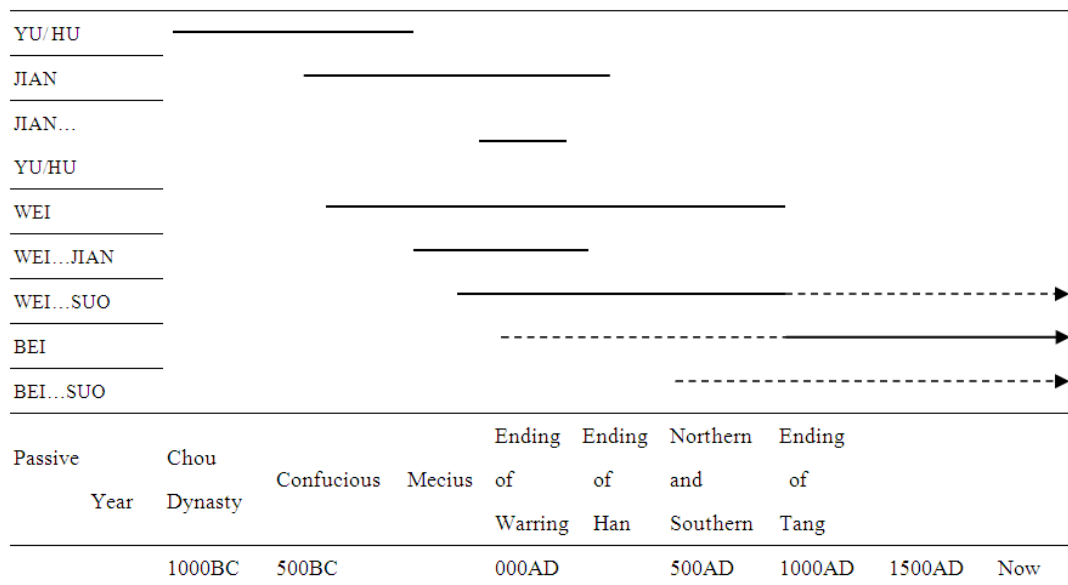 YU/HU
JIAN
JIAN…
YU/HU
WEI
WEI…JIAN
WEI…SUO
BEI
BEI…SUO
Passive Year Chou Dynasty Confucious Mecius Ending of Warring Ending of Han Northern and Southern Ending of Tang
1000BC 500BC 000AD 500AD 1000AD 1500AD Now